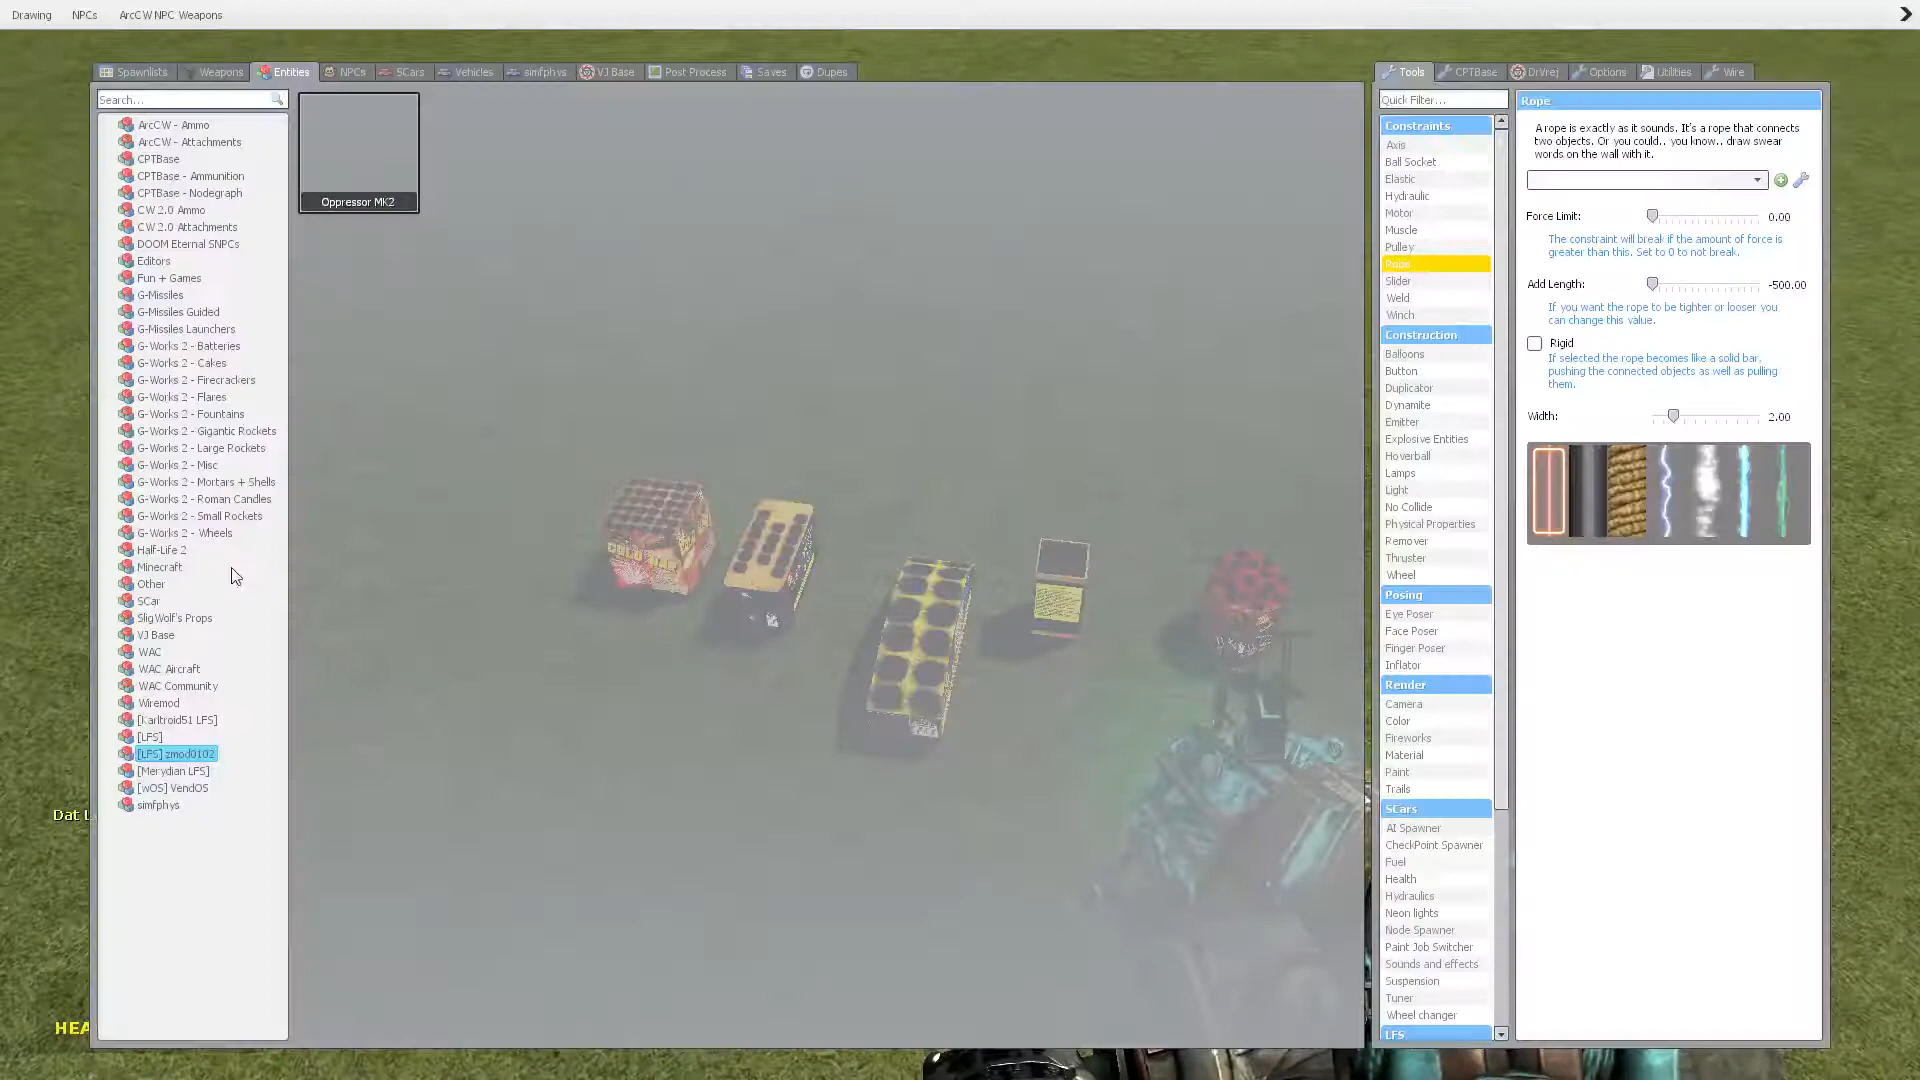 Drawing NPCs ArcCW NPC Weapons
Spawnlists Weapons Entities NPCs SCars Vehicles simfphys VJ Base Post Process Saves Dupes
Search...
ArcCW - Ammo
ArcCW - Attachments
CPTBase
CPTBase - Ammunition
CPTBase - Nodegraph
CW 2.0 Ammo
CW 2.0 Attachments
DOOM Eternal SNPCs
Editors
Fun + Games
G-Missiles
G-Missiles Guided
G-Missiles Launchers
G-Works 2 - Batteries
G-Works 2 - Cakes
G-Works 2 - Firecrackers
G-Works 2 - Flares
G-Works 2 - Fountains
G-Works 2 - Gigantic Rockets
G-Works 2 - Large Rockets
G-Works 2 - Misc
G-Works 2 - Mortars + Shells
G-Works 2 - Roman Candles
G-Works 2 - Small Rockets
G-Works 2 - Wheels
Half-Life 2
Minecraft
Other
SCar
SligWolf's Props
VJ Base
WAC
WAC Aircraft
WAC Community
Wiremod
[Karltroid51 LFS]
[LFS]
[LFS] zmod0102
[Merydian LFS]
[wOS] VendOS
simfphys
Oppressor MK2
Dat
HEA
Tools CPTBase DrVrej Options Utilities Wire
Quick Filter...
Constraints
Axis
Ball Socket
Elastic
Hydraulic
Motor
Muscle
Pulley
Rope
Slider
Weld
Winch
Construction
Balloons
Button
Duplicator
Dynamite
Emitter
Explosive Entities
Hoverball
Lamps
Light
No Collide
Physical Properties
Remover
Thruster
Wheel
Posing
Eye Poser
Face Poser
Finger Poser
Inflator
Render
Camera
Color
Fireworks
Material
Paint
Trails
SCars
AI Spawner
CheckPoint Spawner
Fuel
Health
Hydraulics
Neon lights
Node Spawner
Paint Job Switcher
Sounds and effects
Suspension
Tuner
Wheel changer
LFS
Rope
A rope is exactly as it sounds. It's a rope that connects
two objects. Or you could.. you know.. draw swear
words on the wall with it.
Force Limit: 0.00
The constraint will break if the amount of force is
greater than this. Set to 0 to not break.
Add Length: -500.00
If you want the rope to be tighter or looser you
can change this value.
Rigid
If selected the rope becomes like a solid bar,
pushing the connected objects as well as pulling
them.
Width: 2.00